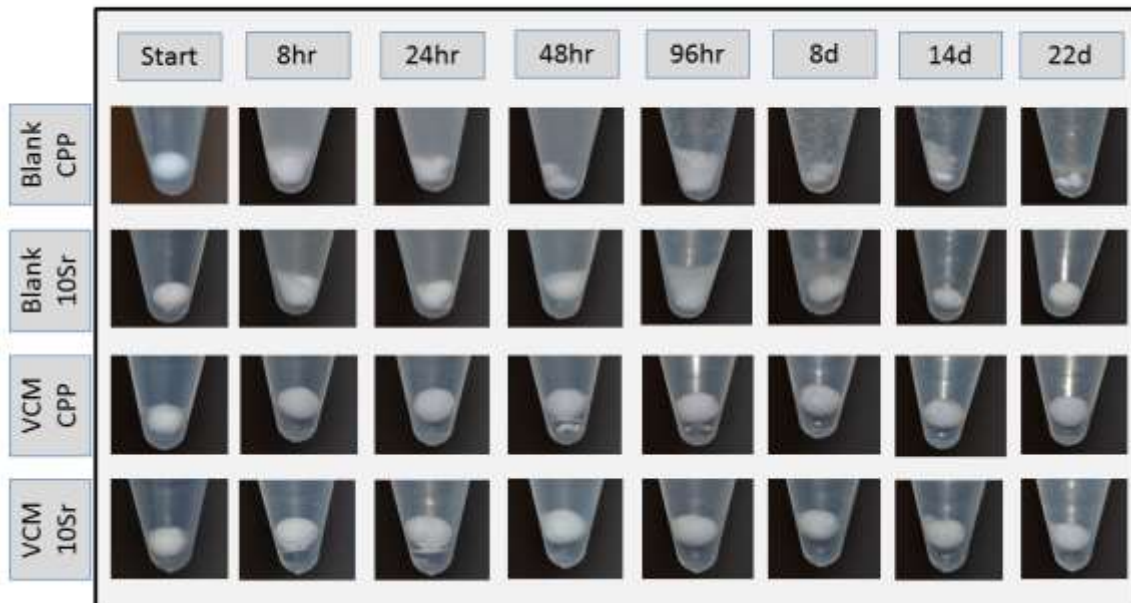 Start 8hr 24hr 48hr 96hr 8d 14d 22d
Blank
CPP
Blank
10Sr
VCM
CPP
VCM
10Sr